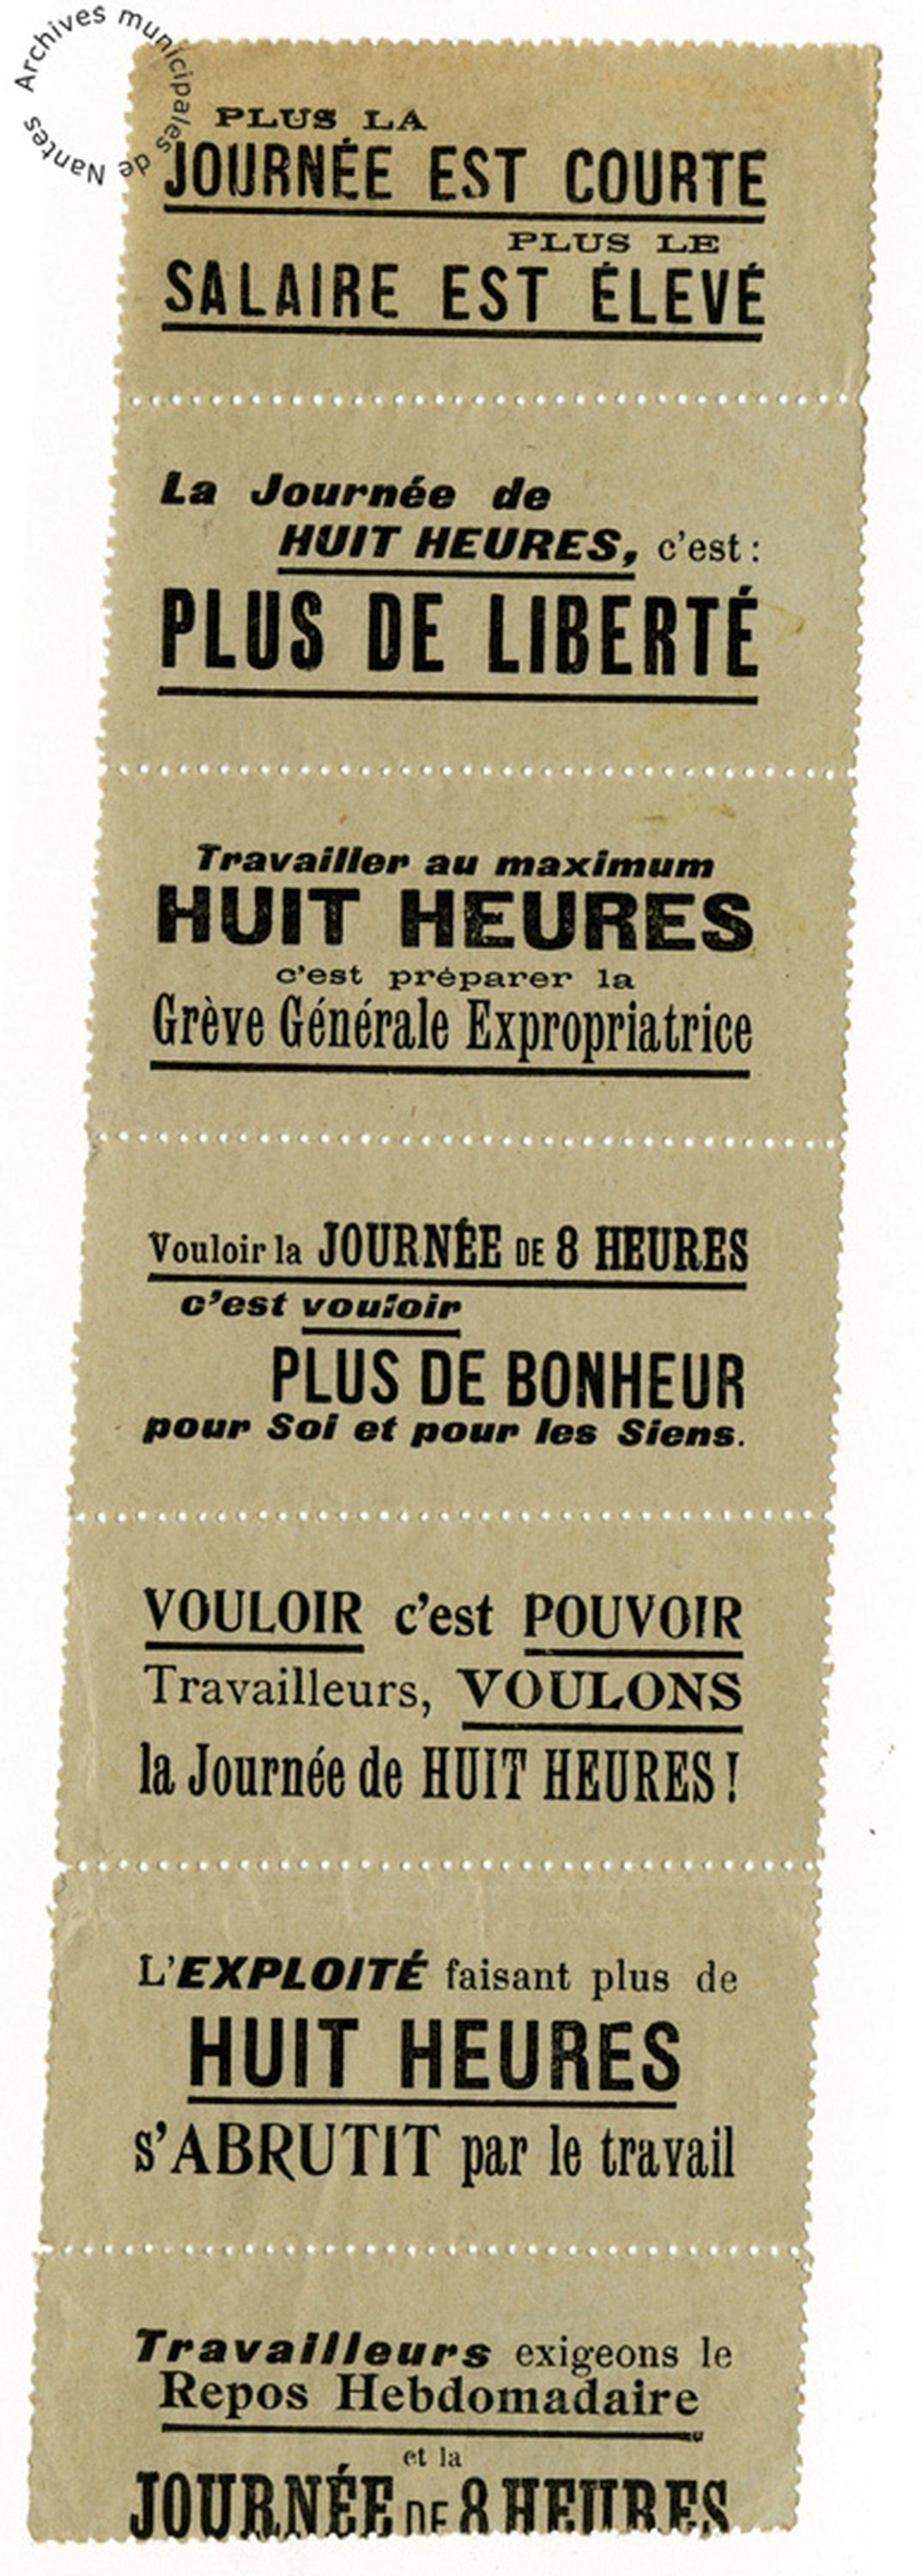 Archives municipales de Nantes
PLUS LA
JOURNÉE EST COURTE
PLUS LE
SALAIRE EST ÉLEVÉ
La Journée de
HUIT HEURES, c'est :
PLUS DE LIBERTÉ
Travailler au maximum
HUIT HEURES
c'est préparer la
Grève Générale Expropriatrice
Vouloir la JOURNÉE DE 8 HEURES
c'est vouloir
PLUS DE BONHEUR
pour Soi et pour les Siens.
VOULOIR c'est POUVOIR
Travailleurs, VOULONS
la Journée de HUIT HEURES !
L'EXPLOITÉ faisant plus de
HUIT HEURES
s'ABRUTIT par le travail
Travailleurs exigeons le
Repos Hebdomadaire
et la
JOURNÉE DE 8 HEURES